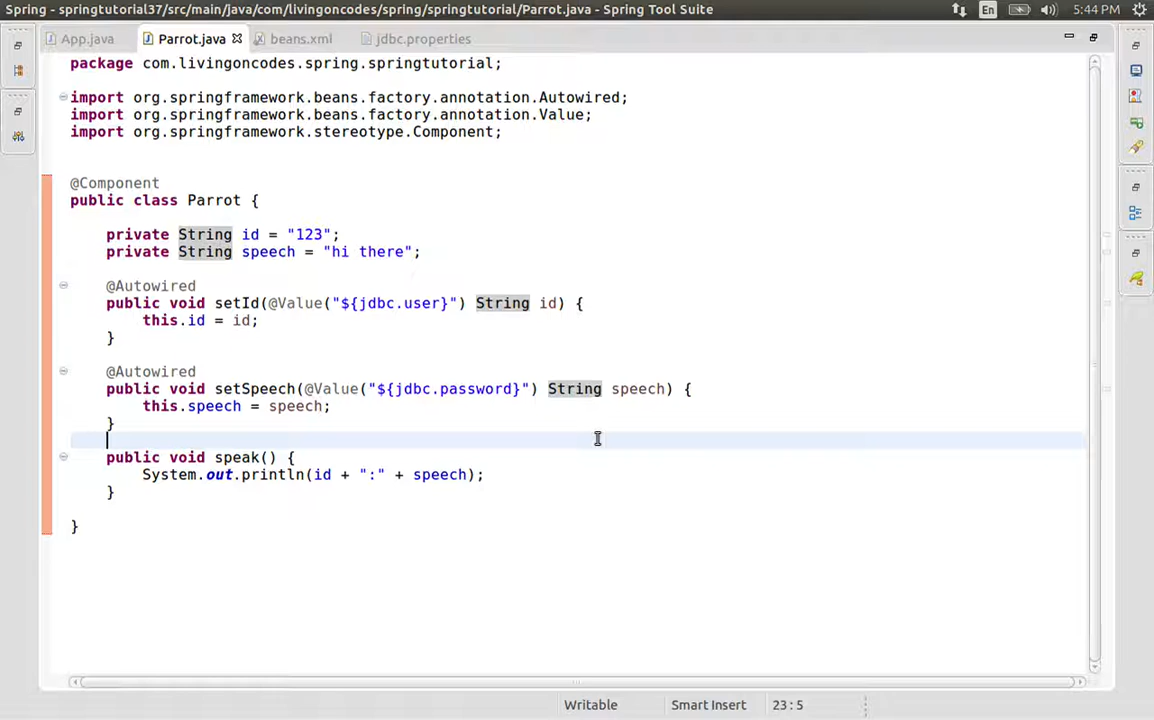 Spring - springtutorial37/src/main/java/com/livingoncodes/spring/springtutorial/Parrot.java - Spring Tool Suite En 5:44 PM
App.java Parrot.java beans.xml jdbc.properties
package com.livingoncodes.spring.springtutorial;
import org.springframework.beans.factory.annotation.Autowired;
import org.springframework.beans.factory.annotation.Value;
import org.springframework.stereotype.Component;
@Component
public class Parrot {
private String id = "123";
private String speech = "hi there";
@Autowired
public void setId(@Value("${jdbc.user}") String id) {
this.id = id;
}
@Autowired
public void setSpeech(@Value("${jdbc.password}") String speech) {
this.speech = speech;
}
public void speak() {
System.out.println(id + ":" + speech);
}
}
Writable Smart Insert 23 : 5